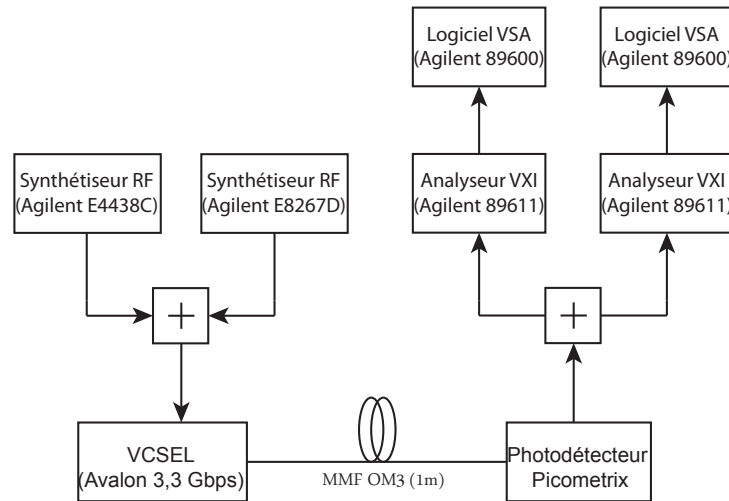 Logiciel VSA
(Agilent 89600)
Logiciel VSA
(Agilent 89600)
Synthétiseur RF
(Agilent E4438C)
Synthétiseur RF
(Agilent E8267D)
Analyseur VXI
(Agilent 89611)
Analyseur VXI
(Agilent 89611)
+
+
VCSEL
(Avalon 3,3 Gbps)
MMF OM3 (1m)
Photodétecteur
Picometrix